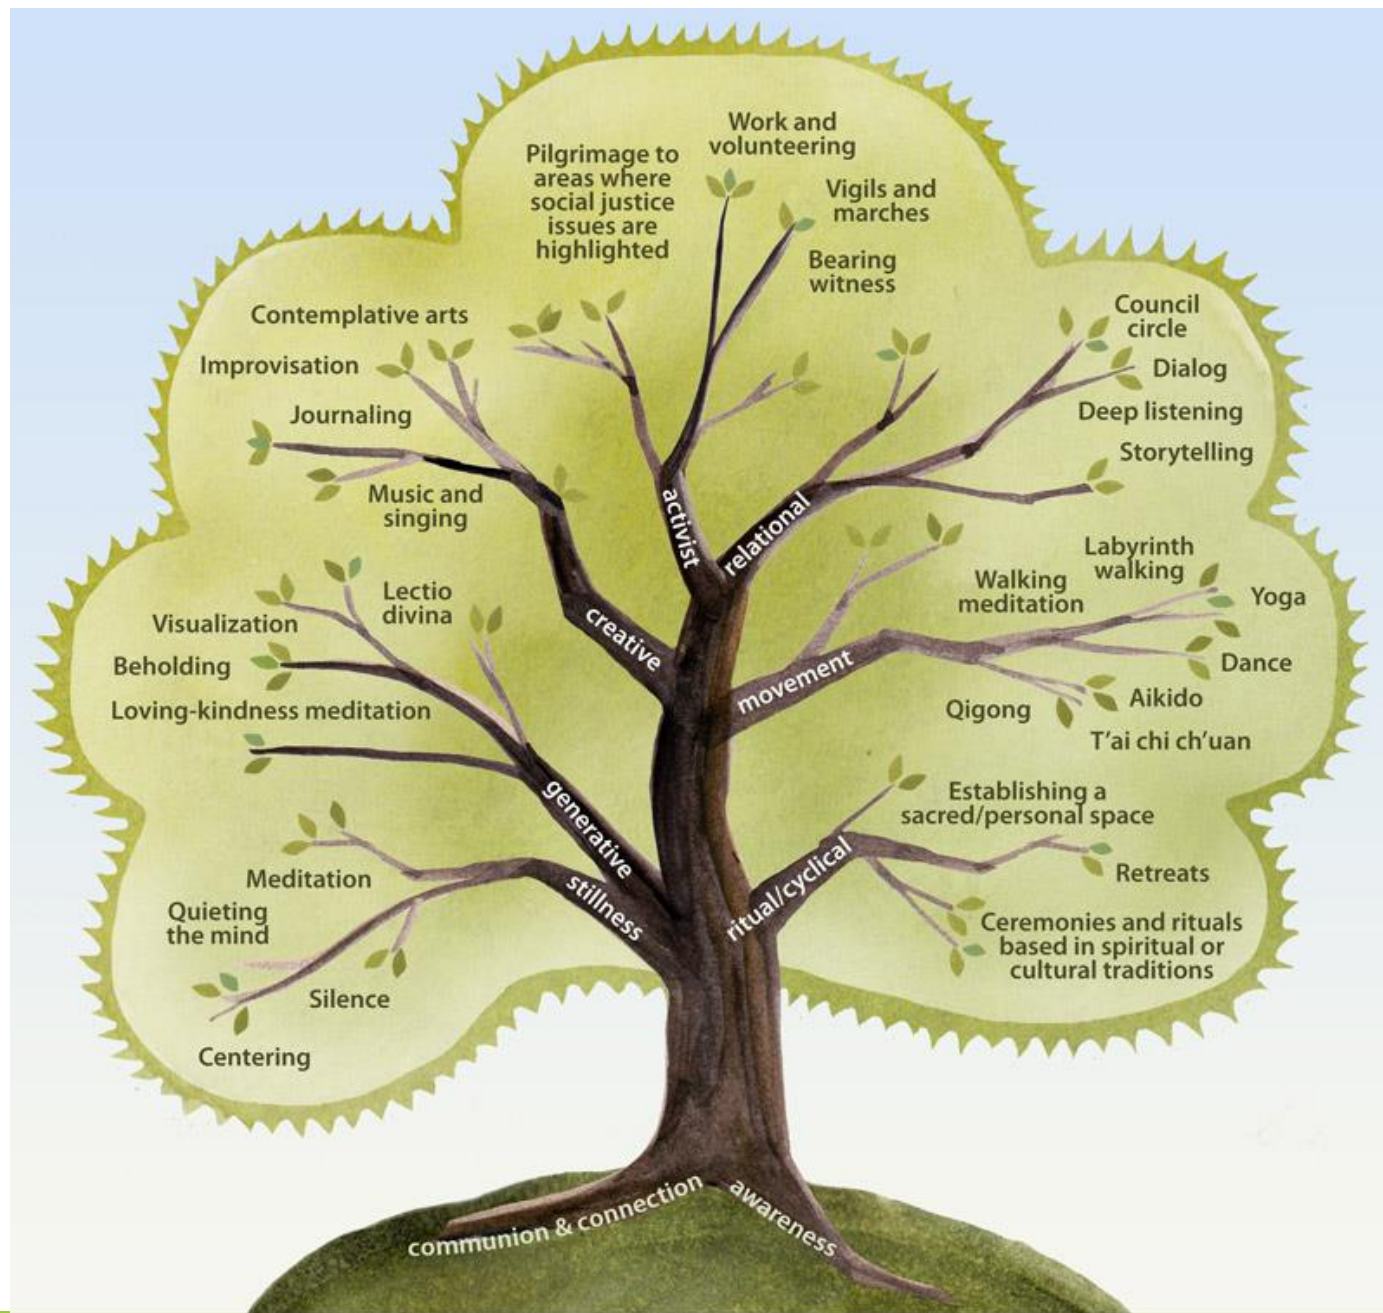 Work and
volunteering
Pilgrimage to
areas where
social justice
issues are
highlighted
Vigils and
marches
Bearing
witness
Contemplative arts
Improvisation
Journaling
Music and
singing
Council
circle
Dialog
Deep listening
Storytelling
activist
relational
creative
Lectio
divina
Visualization
Beholding
Loving-kindness meditation
generative
Labyrinth
walking
Walking
meditation
Yoga
Dance
Aikido
Qigong
T'ai chi ch'uan
movement
Meditation
Quieting
the mind
Silence
Centering
stillness
Establishing a
sacred/personal space
Retreats
Ceremonies and rituals
based in spiritual or
cultural traditions
ritual/cyclical
communion & connection
awareness